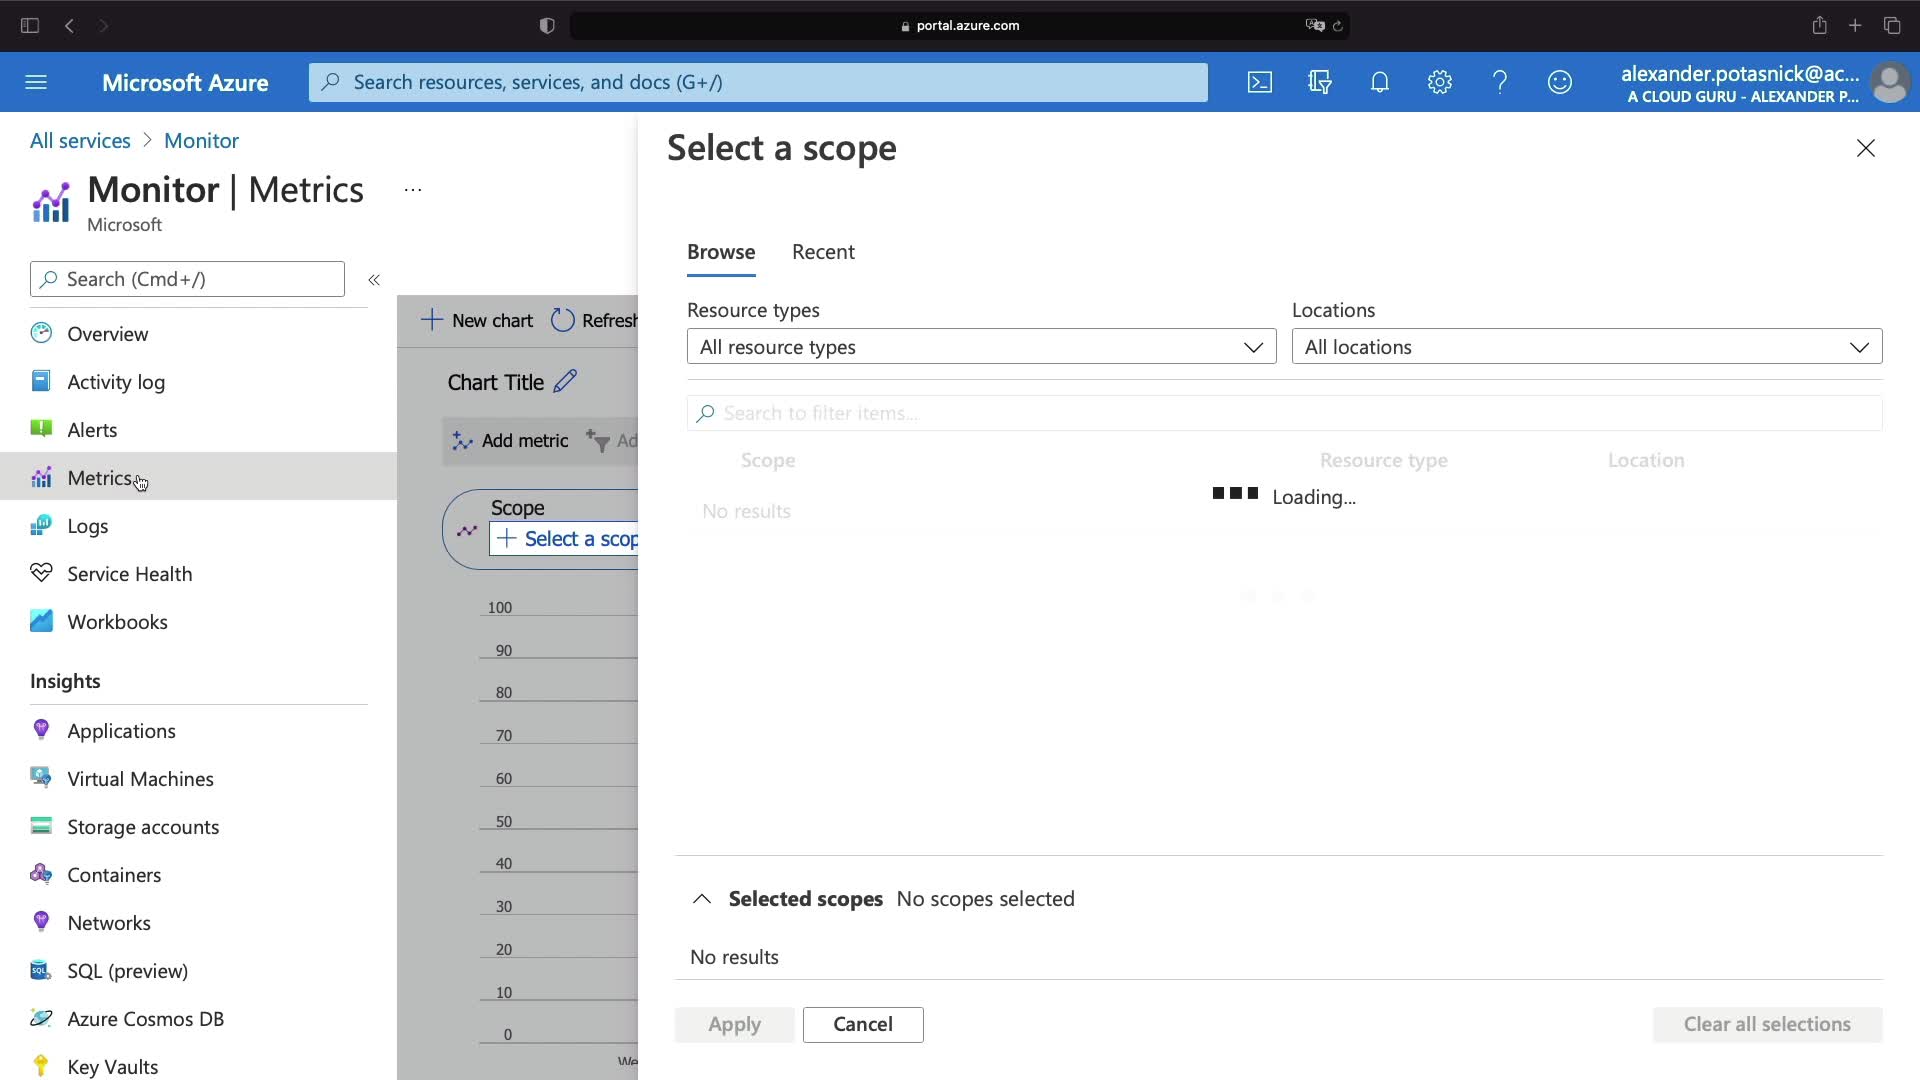 portal.azure.com
Microsoft Azure
Search resources, services, and docs (G+/)
alexander.potasnick@ac...
A CLOUD GURU - ALEXANDER P...
All services > Monitor
Monitor | Metrics
...
Microsoft
Search (Cmd+/)
Overview
Activity log
Alerts
Metrics
Logs
Service Health
Workbooks
Insights
Applications
Virtual Machines
Storage accounts
Containers
Networks
SQL (preview)
Azure Cosmos DB
Key Vaults
New chart
Refresh
Chart Title
Add metric
Ad
Scope
Select a scop
100
90
80
70
60
50
40
30
20
10
0
We
Select a scope
Browse
Recent
Resource types
Locations
All resource types
All locations
Search to filter items...
Scope
Resource type
Location
Loading...
No results
Selected scopes No scopes selected
No results
Apply
Cancel
Clear all selections